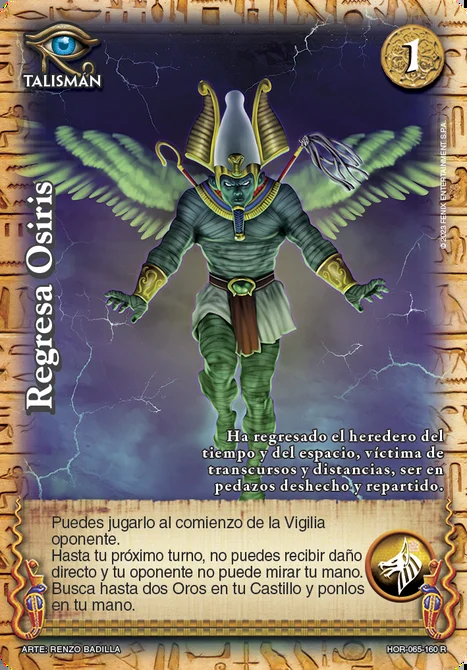 TALISMÁN
1
© 2023 FENIX ENTERTAINMENT S.P.A.
Regresa Osiris
Ha regresado el heredero del
tiempo y del espacio, víctima de
transcursos y distancias, ser en
pedazos deshecho y repartido.
Puedes jugarlo al comienzo de la Vigilia
oponente.
Hasta tu próximo turno, no puedes recibir daño
directo y tu oponente no puede mirar tu mano.
Busca hasta dos Oros en tu Castillo y ponlos
en tu mano.
ARTE: RENZO BADILLA
HOR-065-160 R